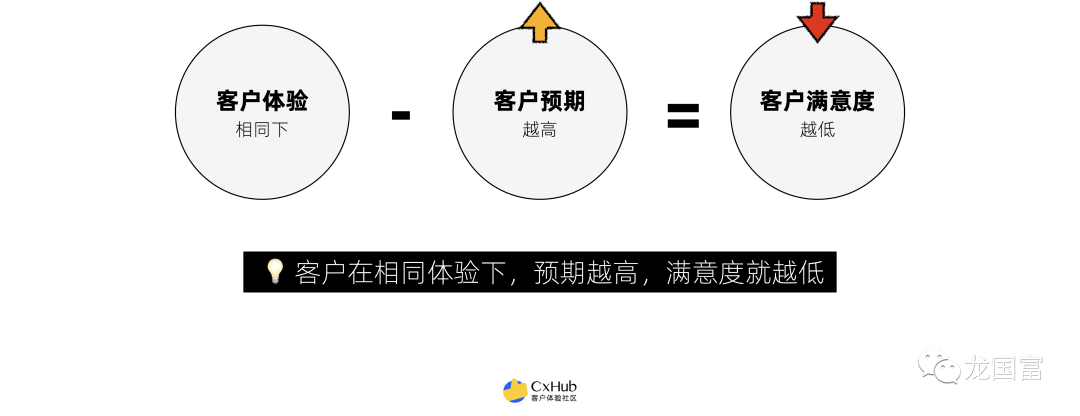 客户体验
相同下
-
客户预期
越高
=
客户满意度
越低
客户在相同体验下，预期越高，满意度就越低
龙国富
CxHub
客户体验社区